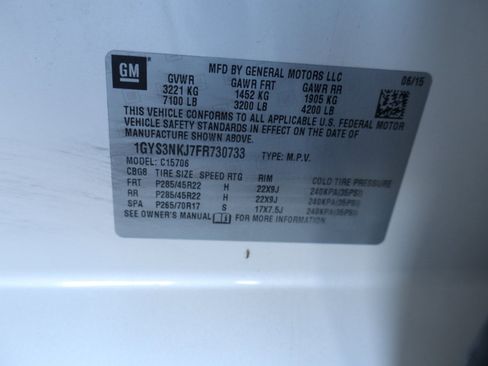 GM
MFD BY GENERAL MOTORS LLC
06/15
GVWR GAWR FRT GAWR RR
3221 KG 1452 KG 1905 KG
7100 LB 3200 LB 4200 LB
THIS VEHICLE CONFORMS TO ALL APPLICABLE U.S. FEDERAL MOTOR
VEHICLE SAFETY STANDARDS IN EFFECT ON THE DATE OF
MANUFACTURE SHOWN ABOVE.
1GYS3NKJ7FR730733 TYPE: M.P.V.
MODEL: C15706
CBG8 TIRE SIZE SPEED RTG RIM COLD TIRE PRESSURE
FRT P285/45R22 H 22X9J 240KPA(35PSI)
RR P285/45R22 H 22X9J 240KPA(35PSI)
SPA P265/70R17 S 17X7.5J 240KPA(35PSI)
SEE OWNER'S MANUAL FOR MORE INFORMATION